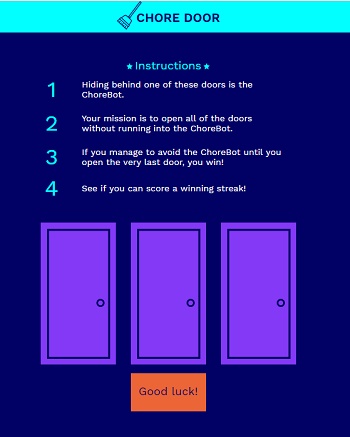 CHORE DOOR
Instructions
1 Hiding behind one of these doors is the
ChoreBot.
2 Your mission is to open all of the doors
without running into the ChoreBot.
3 If you manage to avoid the ChoreBot until you
open the very last door, you win!
4 See if you can score a winning streak!
Good luck!